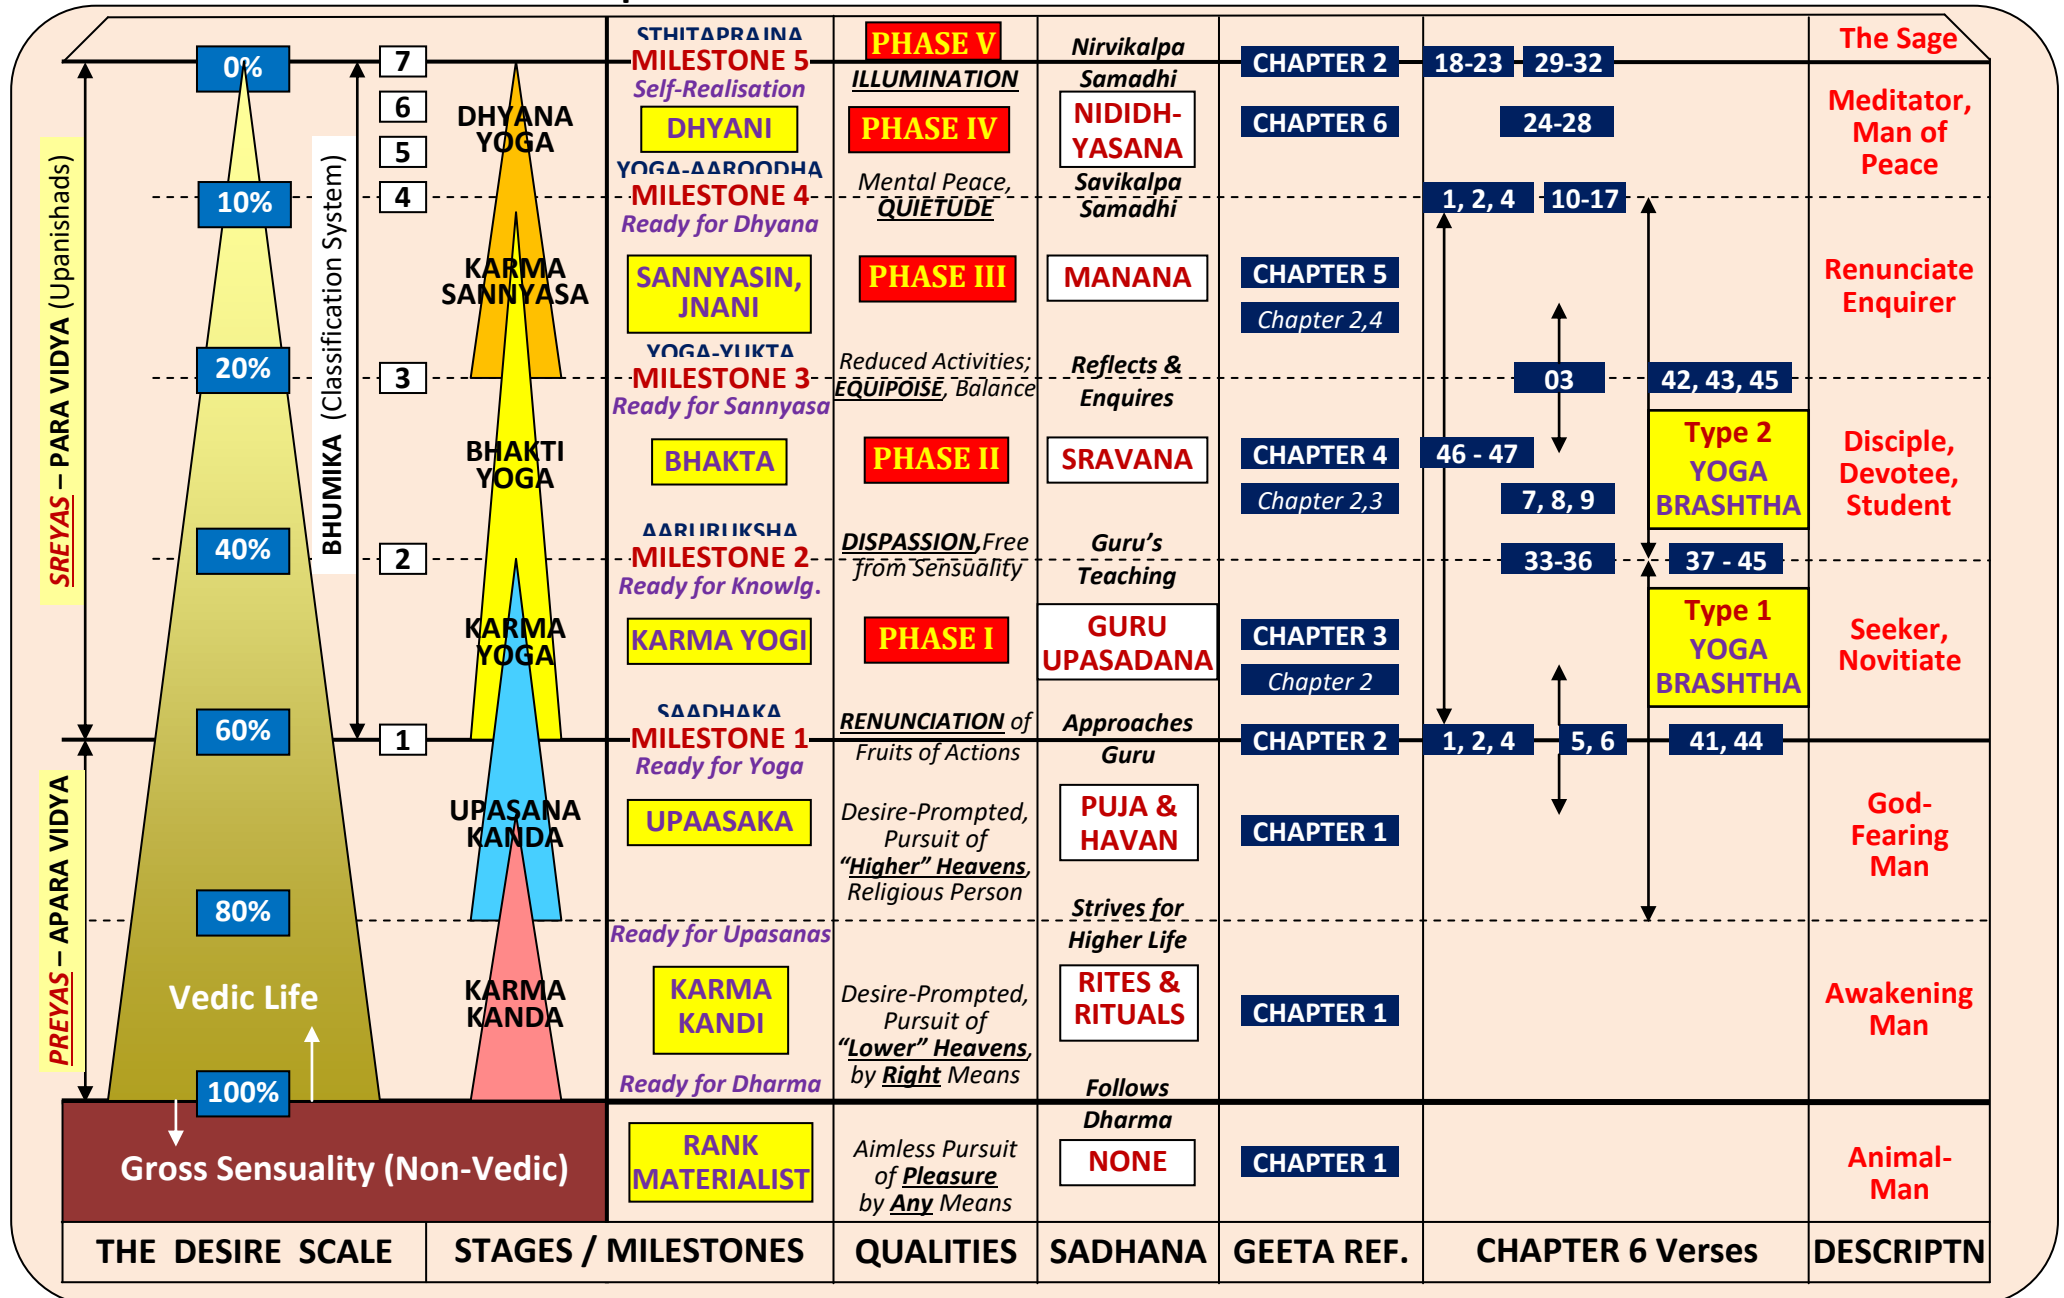 SREYAS – PARA VIDYA (Upanishads)
PREYAS – APARA VIDYA
0%
10%
20%
40%
60%
80%
Vedic Life
100%
Gross Sensuality (Non-Vedic)
THE DESIRE SCALE
BHUMIKA (Classification System)
7
6
5
4
3
2
1
DHYANA
YOGA
KARMA
SANNYASA
BHAKTI
YOGA
KARMA
YOGA
UPASANA
KANDA
KARMA
KANDA
STAGES / MILESTONES
STHITAPRAJNA
MILESTONE 5
Self-Realisation
DHYANI
YOGA-AAROODHA
MILESTONE 4
Ready for Dhyana
SANNYASIN,
JNANI
YOGA-YUKTA
MILESTONE 3
Ready for Sannyasa
BHAKTA
AARURUKSHA
MILESTONE 2
Ready for Knowlg.
KARMA YOGI
SAADHAKA
MILESTONE 1
Ready for Yoga
UPAASAKA
Ready for Upasanas
KARMA
KANDI
Ready for Dharma
RANK
MATERIALIST
PHASE V
ILLUMINATION
PHASE IV
Mental Peace,
QUIETUDE
PHASE III
Reduced Activities;
EQUIPOISE, Balance
PHASE II
DISPASSION, Free
from Sensuality
PHASE I
RENUNCIATION of
Fruits of Actions
Desire-Prompted,
Pursuit of
“Higher” Heavens,
Religious Person
Desire-Prompted,
Pursuit of
“Lower” Heavens,
by Right Means
Aimless Pursuit
of Pleasure
by Any Means
QUALITIES
Nirvikalpa
Samadhi
NIDIDH-
YASANA
Savikalpa
Samadhi
MANANA
Reflects &
Enquires
SRAVANA
Guru’s
Teaching
GURU
UPASADANA
Approaches
Guru
PUJA &
HAVAN
Strives for
Higher Life
RITES &
RITUALS
Follows
Dharma
NONE
SADHANA
CHAPTER 2
CHAPTER 6
CHAPTER 5
Chapter 2,4
CHAPTER 4
Chapter 2,3
CHAPTER 3
Chapter 2
CHAPTER 2
CHAPTER 1
CHAPTER 1
CHAPTER 1
GEETA REF.
18-23 29-32
24-28
1, 2, 4 10-17
03 42, 43, 45
46 - 47
Type 2
YOGA
BRASHTHA
7, 8, 9
33-36 37 - 45
Type 1
YOGA
BRASHTHA
1, 2, 4 5, 6 41, 44
CHAPTER 6 Verses
The Sage
Meditator,
Man of
Peace
Renunciate
Enquirer
Disciple,
Devotee,
Student
Seeker,
Novitiate
God-
Fearing
Man
Awakening
Man
Animal-
Man
DESCRIPTN